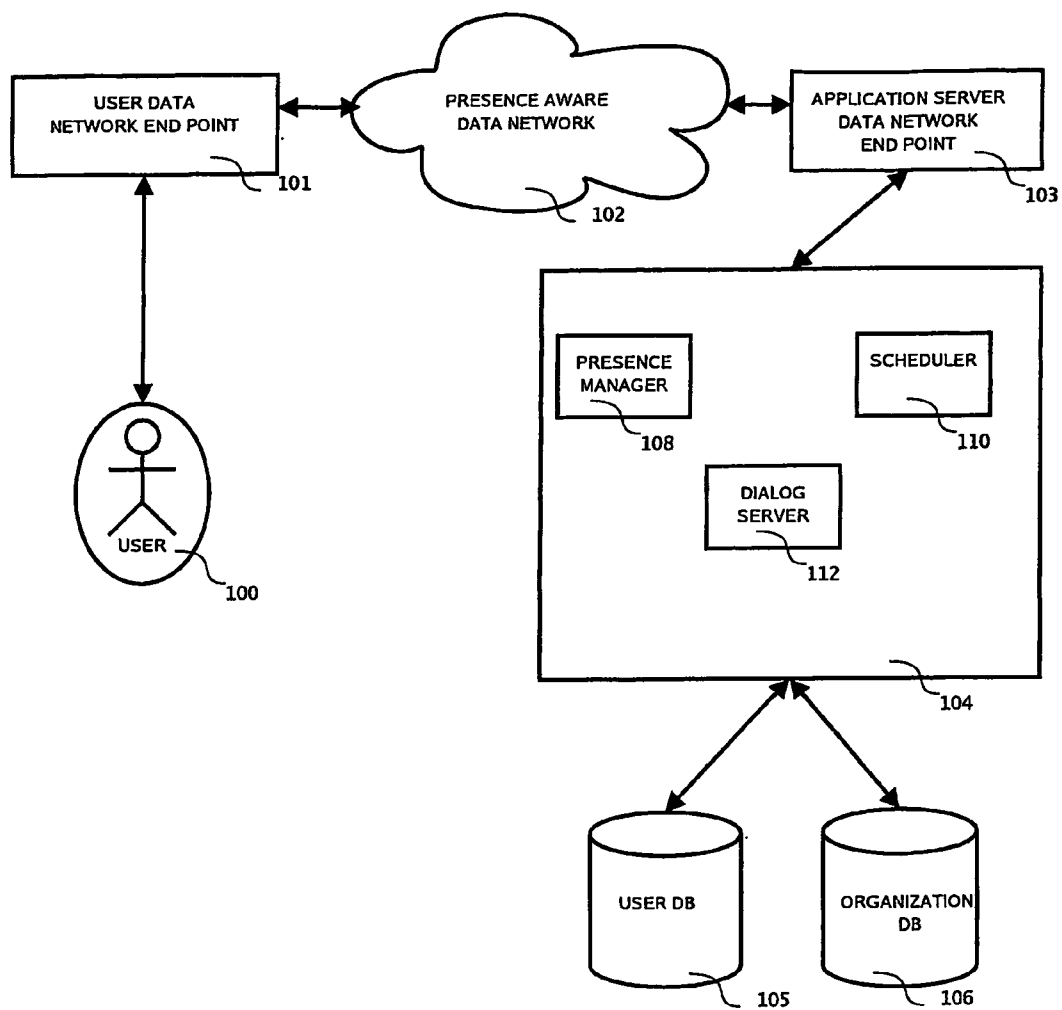 USER DATA
NETWORK END POINT
101
PRESENCE AWARE
DATA NETWORK
102
APPLICATION SERVER
DATA NETWORK
END POINT
103
PRESENCE
MANAGER
108
SCHEDULER
110
DIALOG
SERVER
112
USER
100
104
USER DB
105
ORGANIZATION
DB
106